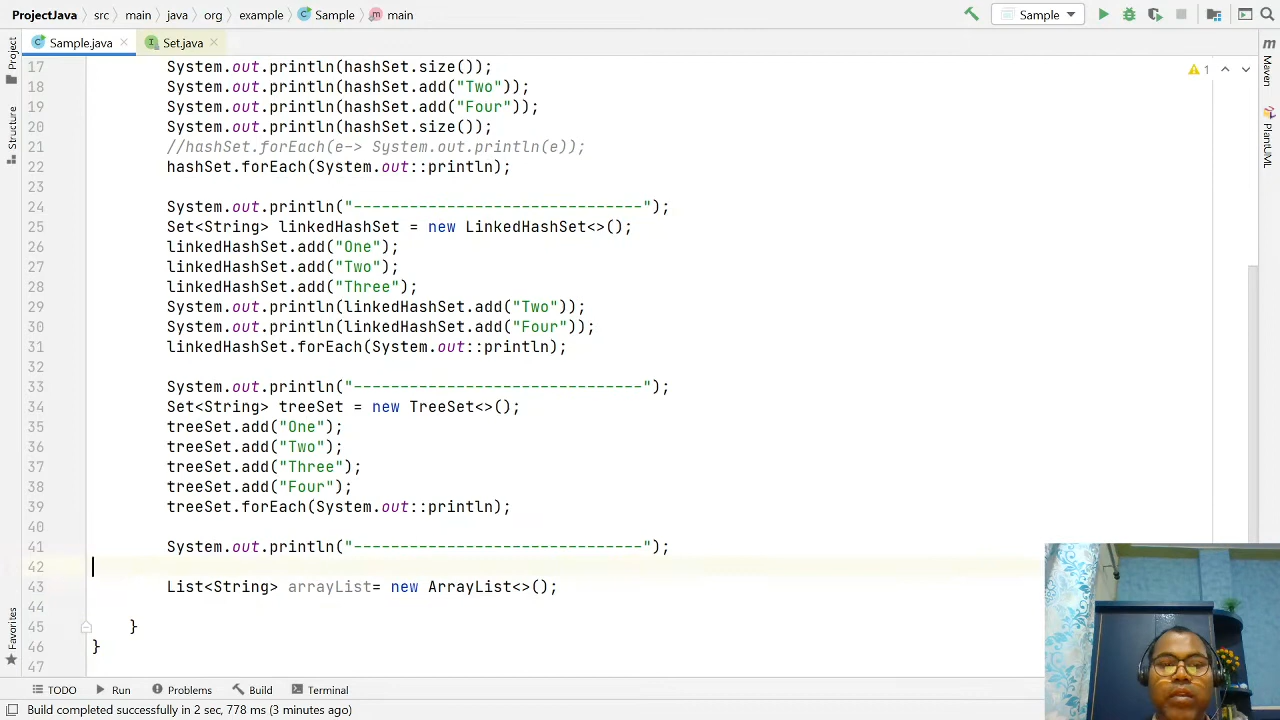 ProjectJava > src > main > java > org > example > Sample > main
Sample
Sample.java
Set.java
Project
Structure
Favorites
Maven
PlantUML
1
17 System.out.println(hashSet.size());
18 System.out.println(hashSet.add("Two"));
19 System.out.println(hashSet.add("Four"));
20 System.out.println(hashSet.size());
21 //hashSet.forEach(e-> System.out.println(e));
22 hashSet.forEach(System.out::println);
23
24 System.out.println("-------------------------------");
25 Set<String> linkedHashSet = new LinkedHashSet<>();
26 linkedHashSet.add("One");
27 linkedHashSet.add("Two");
28 linkedHashSet.add("Three");
29 System.out.println(linkedHashSet.add("Two"));
30 System.out.println(linkedHashSet.add("Four"));
31 linkedHashSet.forEach(System.out::println);
32
33 System.out.println("-------------------------------");
34 Set<String> treeSet = new TreeSet<>();
35 treeSet.add("One");
36 treeSet.add("Two");
37 treeSet.add("Three");
38 treeSet.add("Four");
39 treeSet.forEach(System.out::println);
40
41 System.out.println("-------------------------------");
42
43 List<String> arrayList= new ArrayList<>();
44
45 }
46 }
47
TODO Run Problems Build Terminal
Build completed successfully in 2 sec, 778 ms (3 minutes ago)